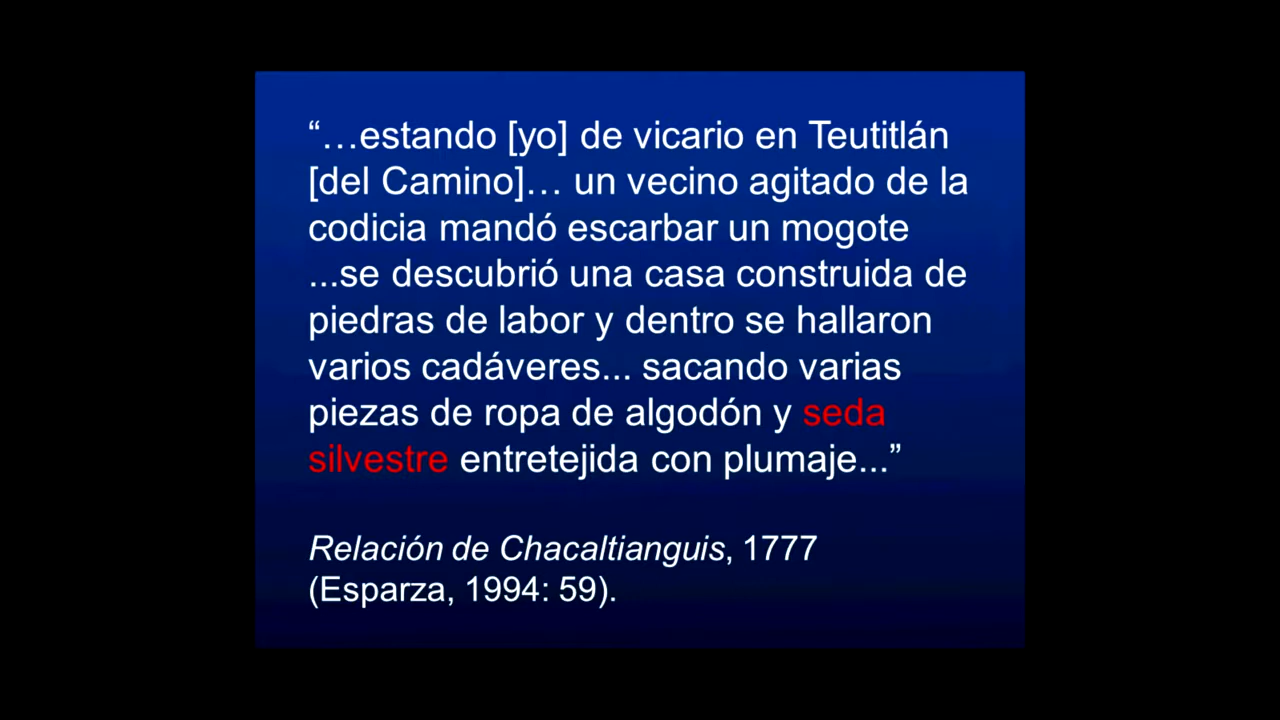 “…estando [yo] de vicario en Teutitlán
[del Camino]… un vecino agitado de la
codicia mandó escarbar un mogote
...se descubrió una casa construida de
piedras de labor y dentro se hallaron
varios cadáveres... sacando varias
piezas de ropa de algodón y seda
silvestre entretejida con plumaje...”
Relación de Chacaltianguis, 1777
(Esparza, 1994: 59).